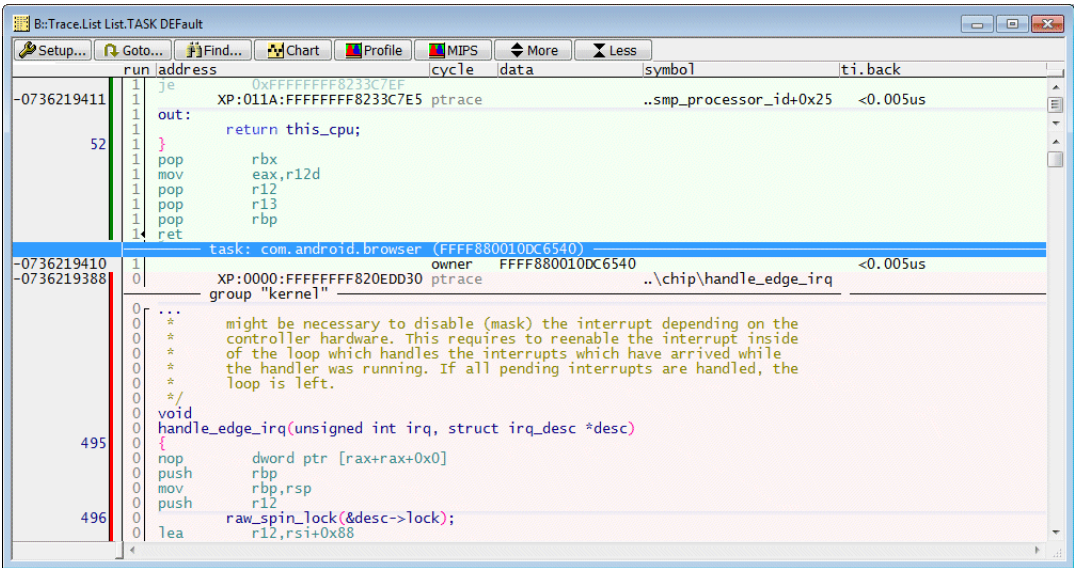 B::Trace.List List.TASK DEFault
Setup... Goto... Find... Chart Profile MIPS More Less
run address cycle data symbol ti.back
1 je 0xFFFFFFFF8233C7EF
-0736219411 1 XP:011A:FFFFFFFF8233C7E5 ptrace ..smp_processor_id+0x25 <0.005us
1 out:
1 return this_cpu;
52 1 }
1 pop rbx
1 mov eax,r12d
1 pop r12
1 pop r13
1 pop rbp
1 ret
task: com.android.browser (FFFF880010DC6540)
-0736219410 1 owner FFFF880010DC6540 <0.005us
-0736219388 0 XP:0000:FFFFFFFF820EDD30 ptrace ..\chip\handle_edge_irq
group "kernel"
0 ...
0 * might be necessary to disable (mask) the interrupt depending on the
0 * controller hardware. This requires to reenable the interrupt inside
0 * of the loop which handles the interrupts which have arrived while
0 * the handler was running. If all pending interrupts are handled, the
0 * loop is left.
0 */
0 void
0 handle_edge_irq(unsigned int irq, struct irq_desc *desc)
495 0 {
0 nop dword ptr [rax+rax+0x0]
0 push rbp
0 mov rbp,rsp
0 push r12
496 0 raw_spin_lock(&desc->lock);
0 lea r12,rsi+0x88